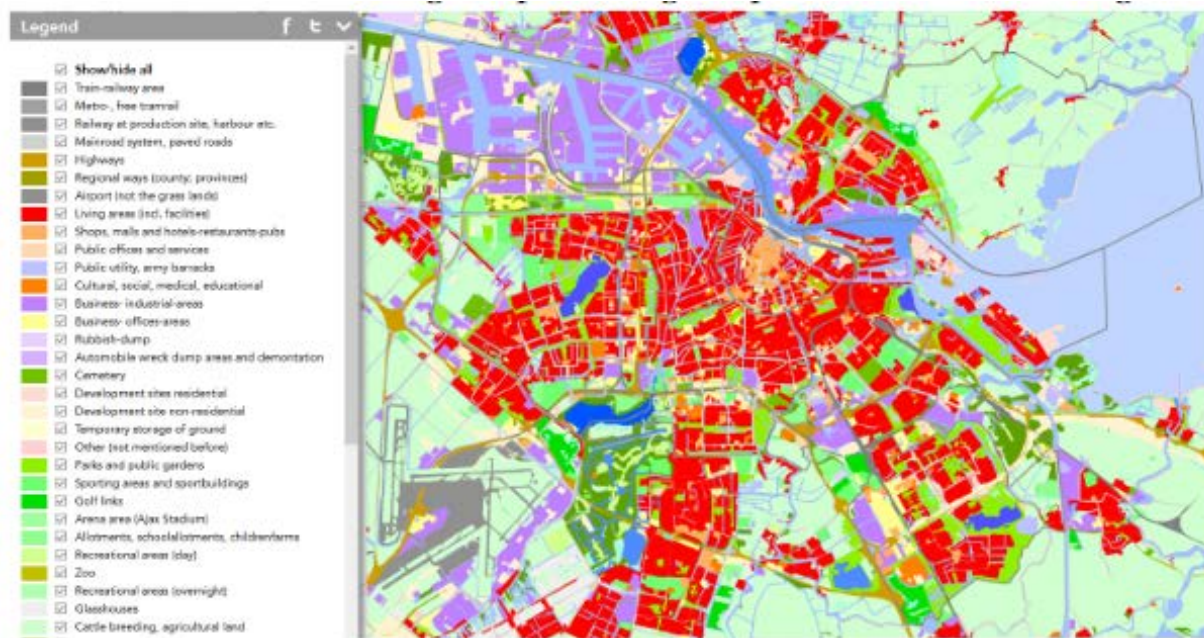 Legend
Show/hide all
Train-railway area
Metro-, free tramrail
Railway at production site, harbour etc.
Mainroad system, paved roads
Highways
Regional ways (county; provinces)
Airport (not the grass lands)
Living areas (incl. facilities)
Shops, malls and hotels-restaurants-pubs
Public offices and services
Public utility, army barracks
Cultural, social, medical, educational
Business- industrial-areas
Business- offices-areas
Rubbish-dump
Automobile wreck dump areas and demontation
Cemetery
Development sites residential
Development site non-residential
Temporary storage of ground
Other (not mentioned before)
Parks and public gardens
Sporting areas and sportbuildings
Golf links
Arena area (Ajax Stadium)
Allotments, schoolallotments, childrenfarms
Recreational areas (day)
Zoo
Recreational areas (overnight)
Glasshouses
Cattle breeding, agricultural land